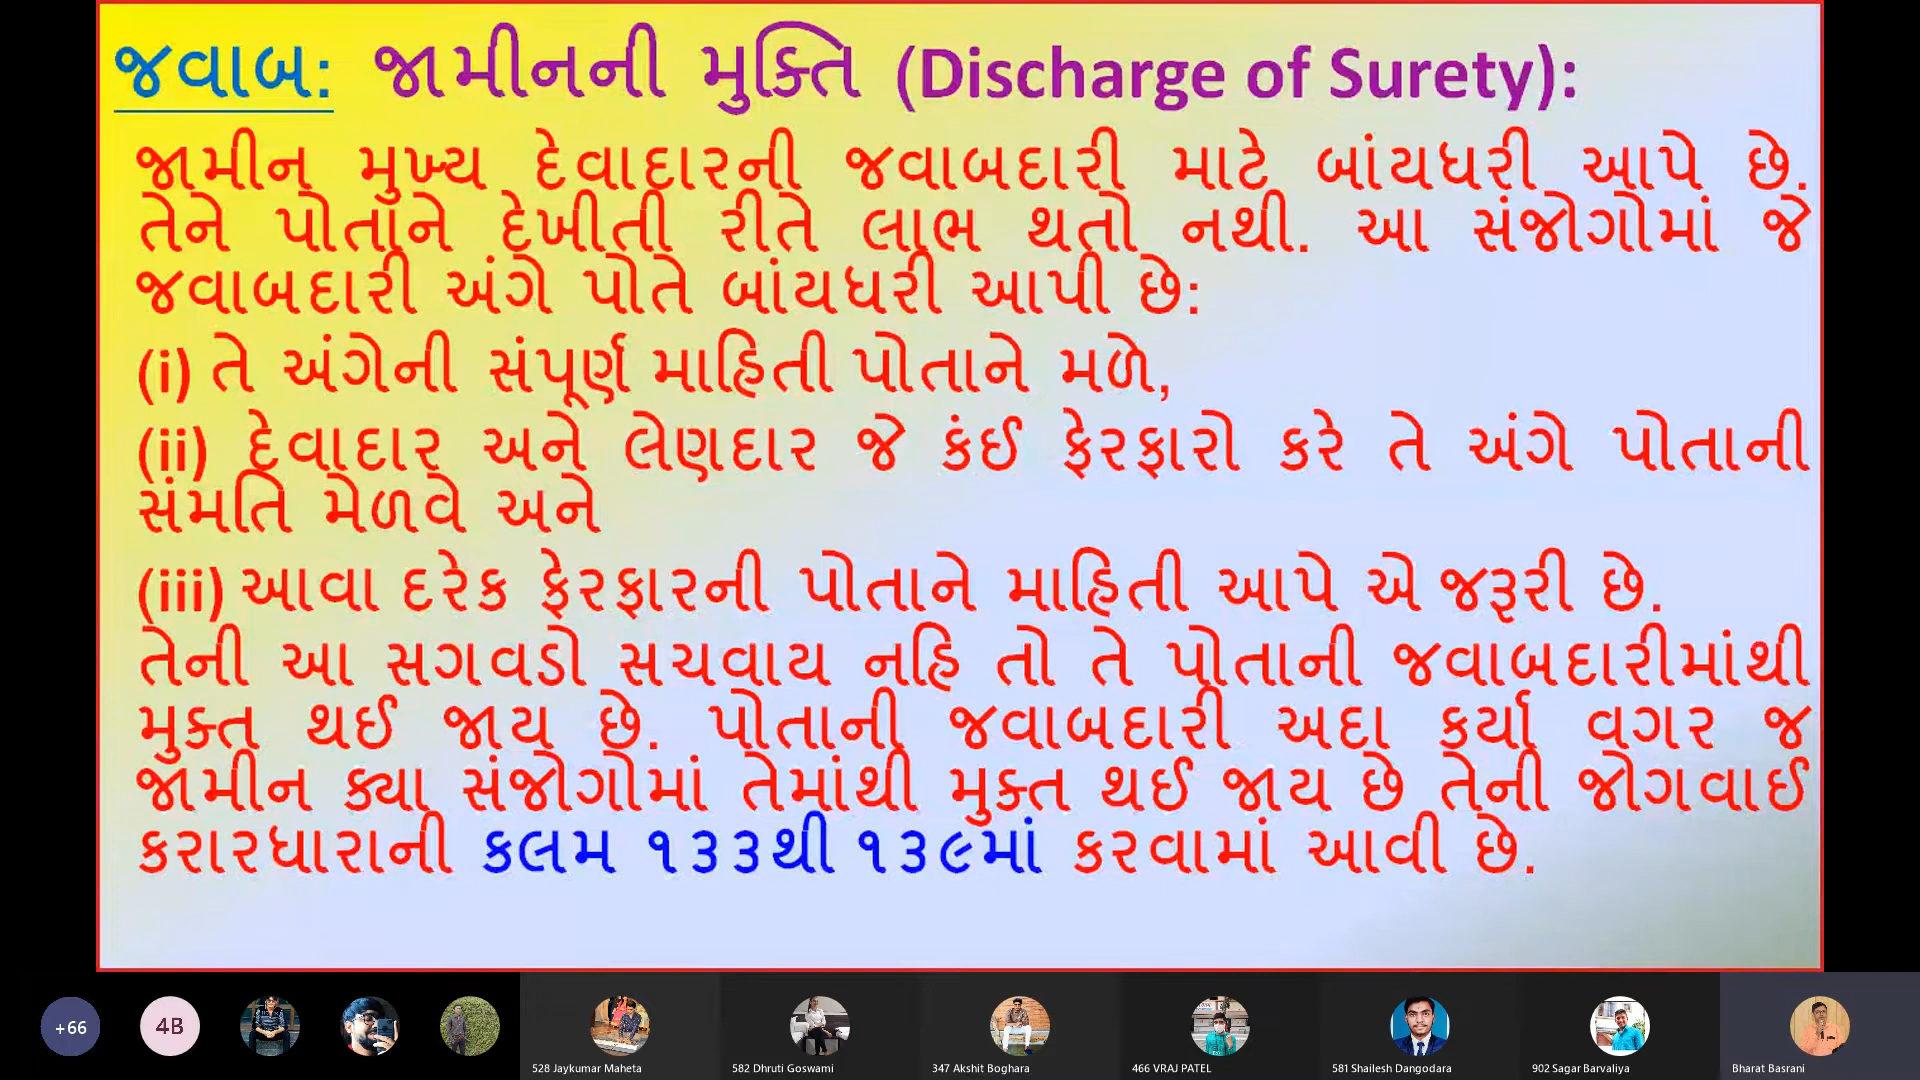 જવાબ: જામીનની મુક્તિ (Discharge of Surety):
જામીન મુખ્ય દેવાદારની જવાબદારી માટે બાંયધરી આપે છે.
તેને પોતાને દેખીતી રીતે લાભ થતો નથી. આ સંજોગોમાં જે
જવાબદારી અંગે પોતે બાંયધરી આપી છે:
(i) તે અંગેની સંપૂર્ણ માહિતી પોતાને મળે,
(ii) દેવાદાર અને લેણદાર જે કંઈ ફેરફારો કરે તે અંગે પોતાની
સંમતિ મેળવે અને
(iii) આવા દરેક ફેરફારની પોતાને માહિતી આપે એ જરૂરી છે.
તેની આ સગવડો સચવાય નહિ તો તે પોતાની જવાબદારીમાંથી
મુક્ત થઈ જાય છે. પોતાની જવાબદારી અદા કર્યા વગર જ
જામીન ક્યા સંજોગોમાં તેમાંથી મુક્ત થઈ જાય છે તેની જોગવાઈ
કરારધારાની કલમ ૧૩૩થી ૧૩૯માં કરવામાં આવી છે.
+66
4B
528 Jaykumar Maheta
582 Dhruti Goswami
347 Akshit Boghara
466 VRAJ PATEL
581 Shailesh Dangodara
902 Sagar Barvaliya
Bharat Basrani